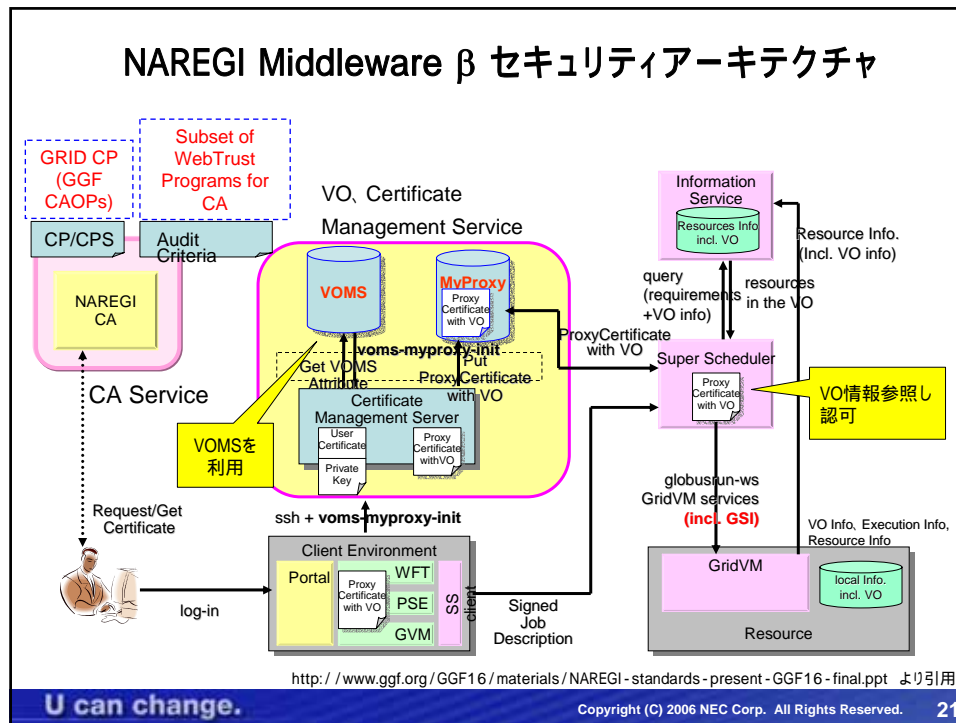 NAREGI Middleware β セキュリティアーキテクチャ
GRID CP
(GGF
CAOPs)
Subset of
WebTrust
Programs for
CA
CP/CPS
Audit
Criteria
NAREGI
CA
CA Service
VO、Certificate
Management Service
VOMS
MyProxy
Proxy
Certificate
with VO
voms-myproxy-init
Get VOMS
Attribute
Put
ProxyCertificate
with VO
Certificate
Management Server
User
Certificate
Private
Key
Proxy
Certificate
withVO
VOMSを
利用
ssh + voms-myproxy-init
Request/Get
Certificate
log-in
Client Environment
Portal
Proxy
Certificate
with VO
WFT
PSE
GVM
SS
client
Signed
Job
Description
Information
Service
Resources Info
incl. VO
Resource Info.
(Incl. VO info)
query
(requirements
+VO info)
resources
in the VO
ProxyCertificate
with VO
Super Scheduler
Proxy
Certificate
with VO
VO情報参照し
認可
globusrun-ws
GridVM services
(incl. GSI)
VO Info, Execution Info,
Resource Info
GridVM
local Info.
incl. VO
Resource
http://www.ggf.org/GGF16/materials/NAREGI-standards-present-GGF16-final.ppt より引用
U can change.
Copyright (C) 2006 NEC Corp. All Rights Reserved. 21